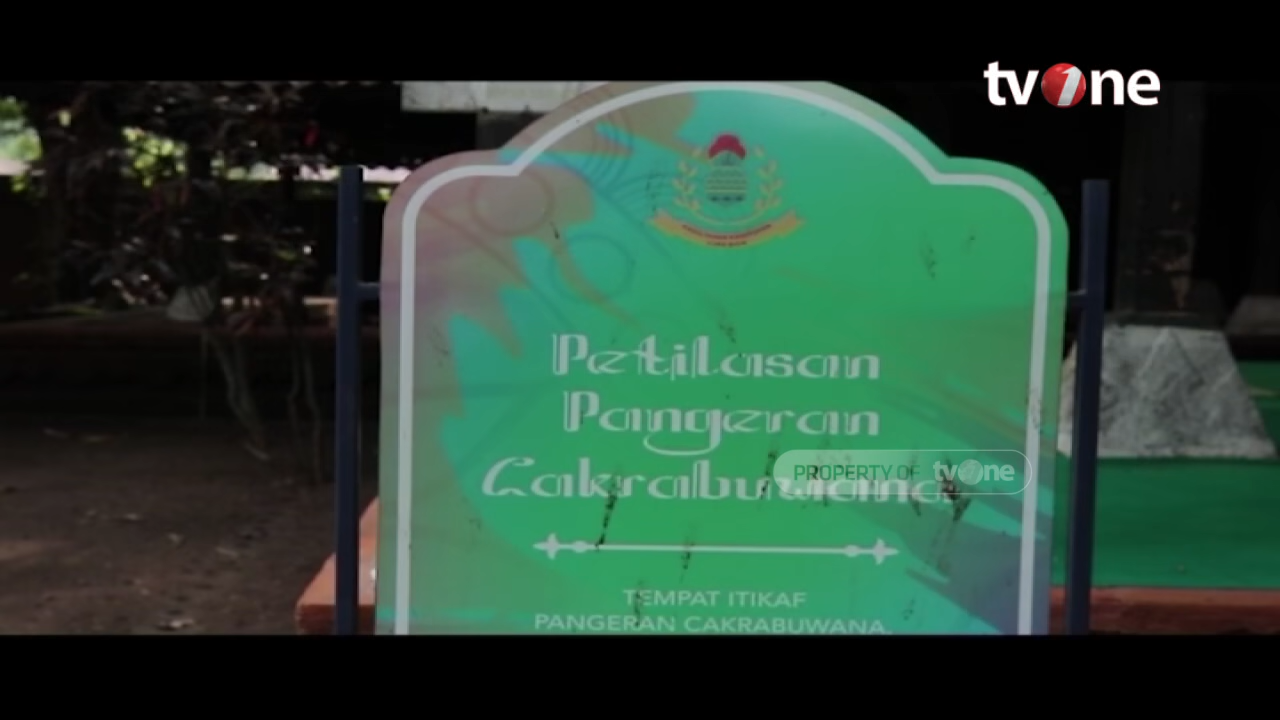 tvOne
Petilasan
Pangeran
Cakrabuwana
PROPERTY OF tvOne
TEMPAT ITIKAF
PANGERAN CAKRABUWANA